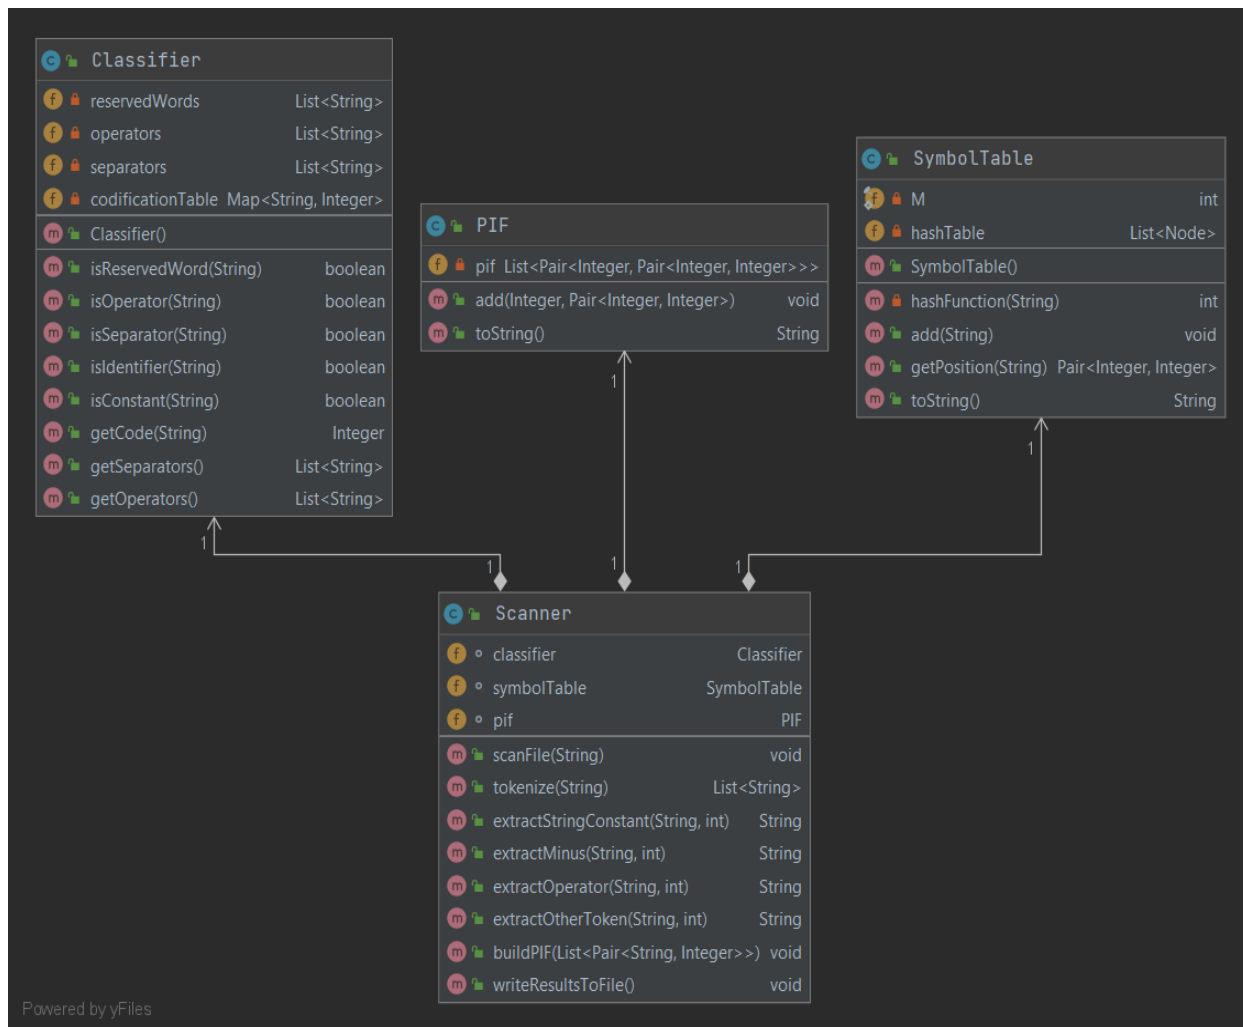 Classifier
reservedWords List<String>
operators List<String>
separators List<String>
codificationTable Map<String, Integer>
Classifier()
isReservedWord(String) boolean
isOperator(String) boolean
isSeparator(String) boolean
isIdentifier(String) boolean
isConstant(String) boolean
getCode(String) Integer
getSeparators() List<String>
getOperators() List<String>
PIF
pif List<Pair<Integer, Pair<Integer, Integer>>>
add(Integer, Pair<Integer, Integer>) void
toString() String
SymbolTable
M int
hashTable List<Node>
SymbolTable()
hashFunction(String) int
add(String) void
getPosition(String) Pair<Integer, Integer>
toString() String
1
1
1
1
1
1
Scanner
classifier Classifier
symbolTable SymbolTable
pif PIF
scanFile(String) void
tokenize(String) List<String>
extractStringConstant(String, int) String
extractMinus(String, int) String
extractOperator(String, int) String
extractOtherToken(String, int) String
buildPIF(List<Pair<String, Integer>>) void
writeResultsToFile() void
Powered by yFiles